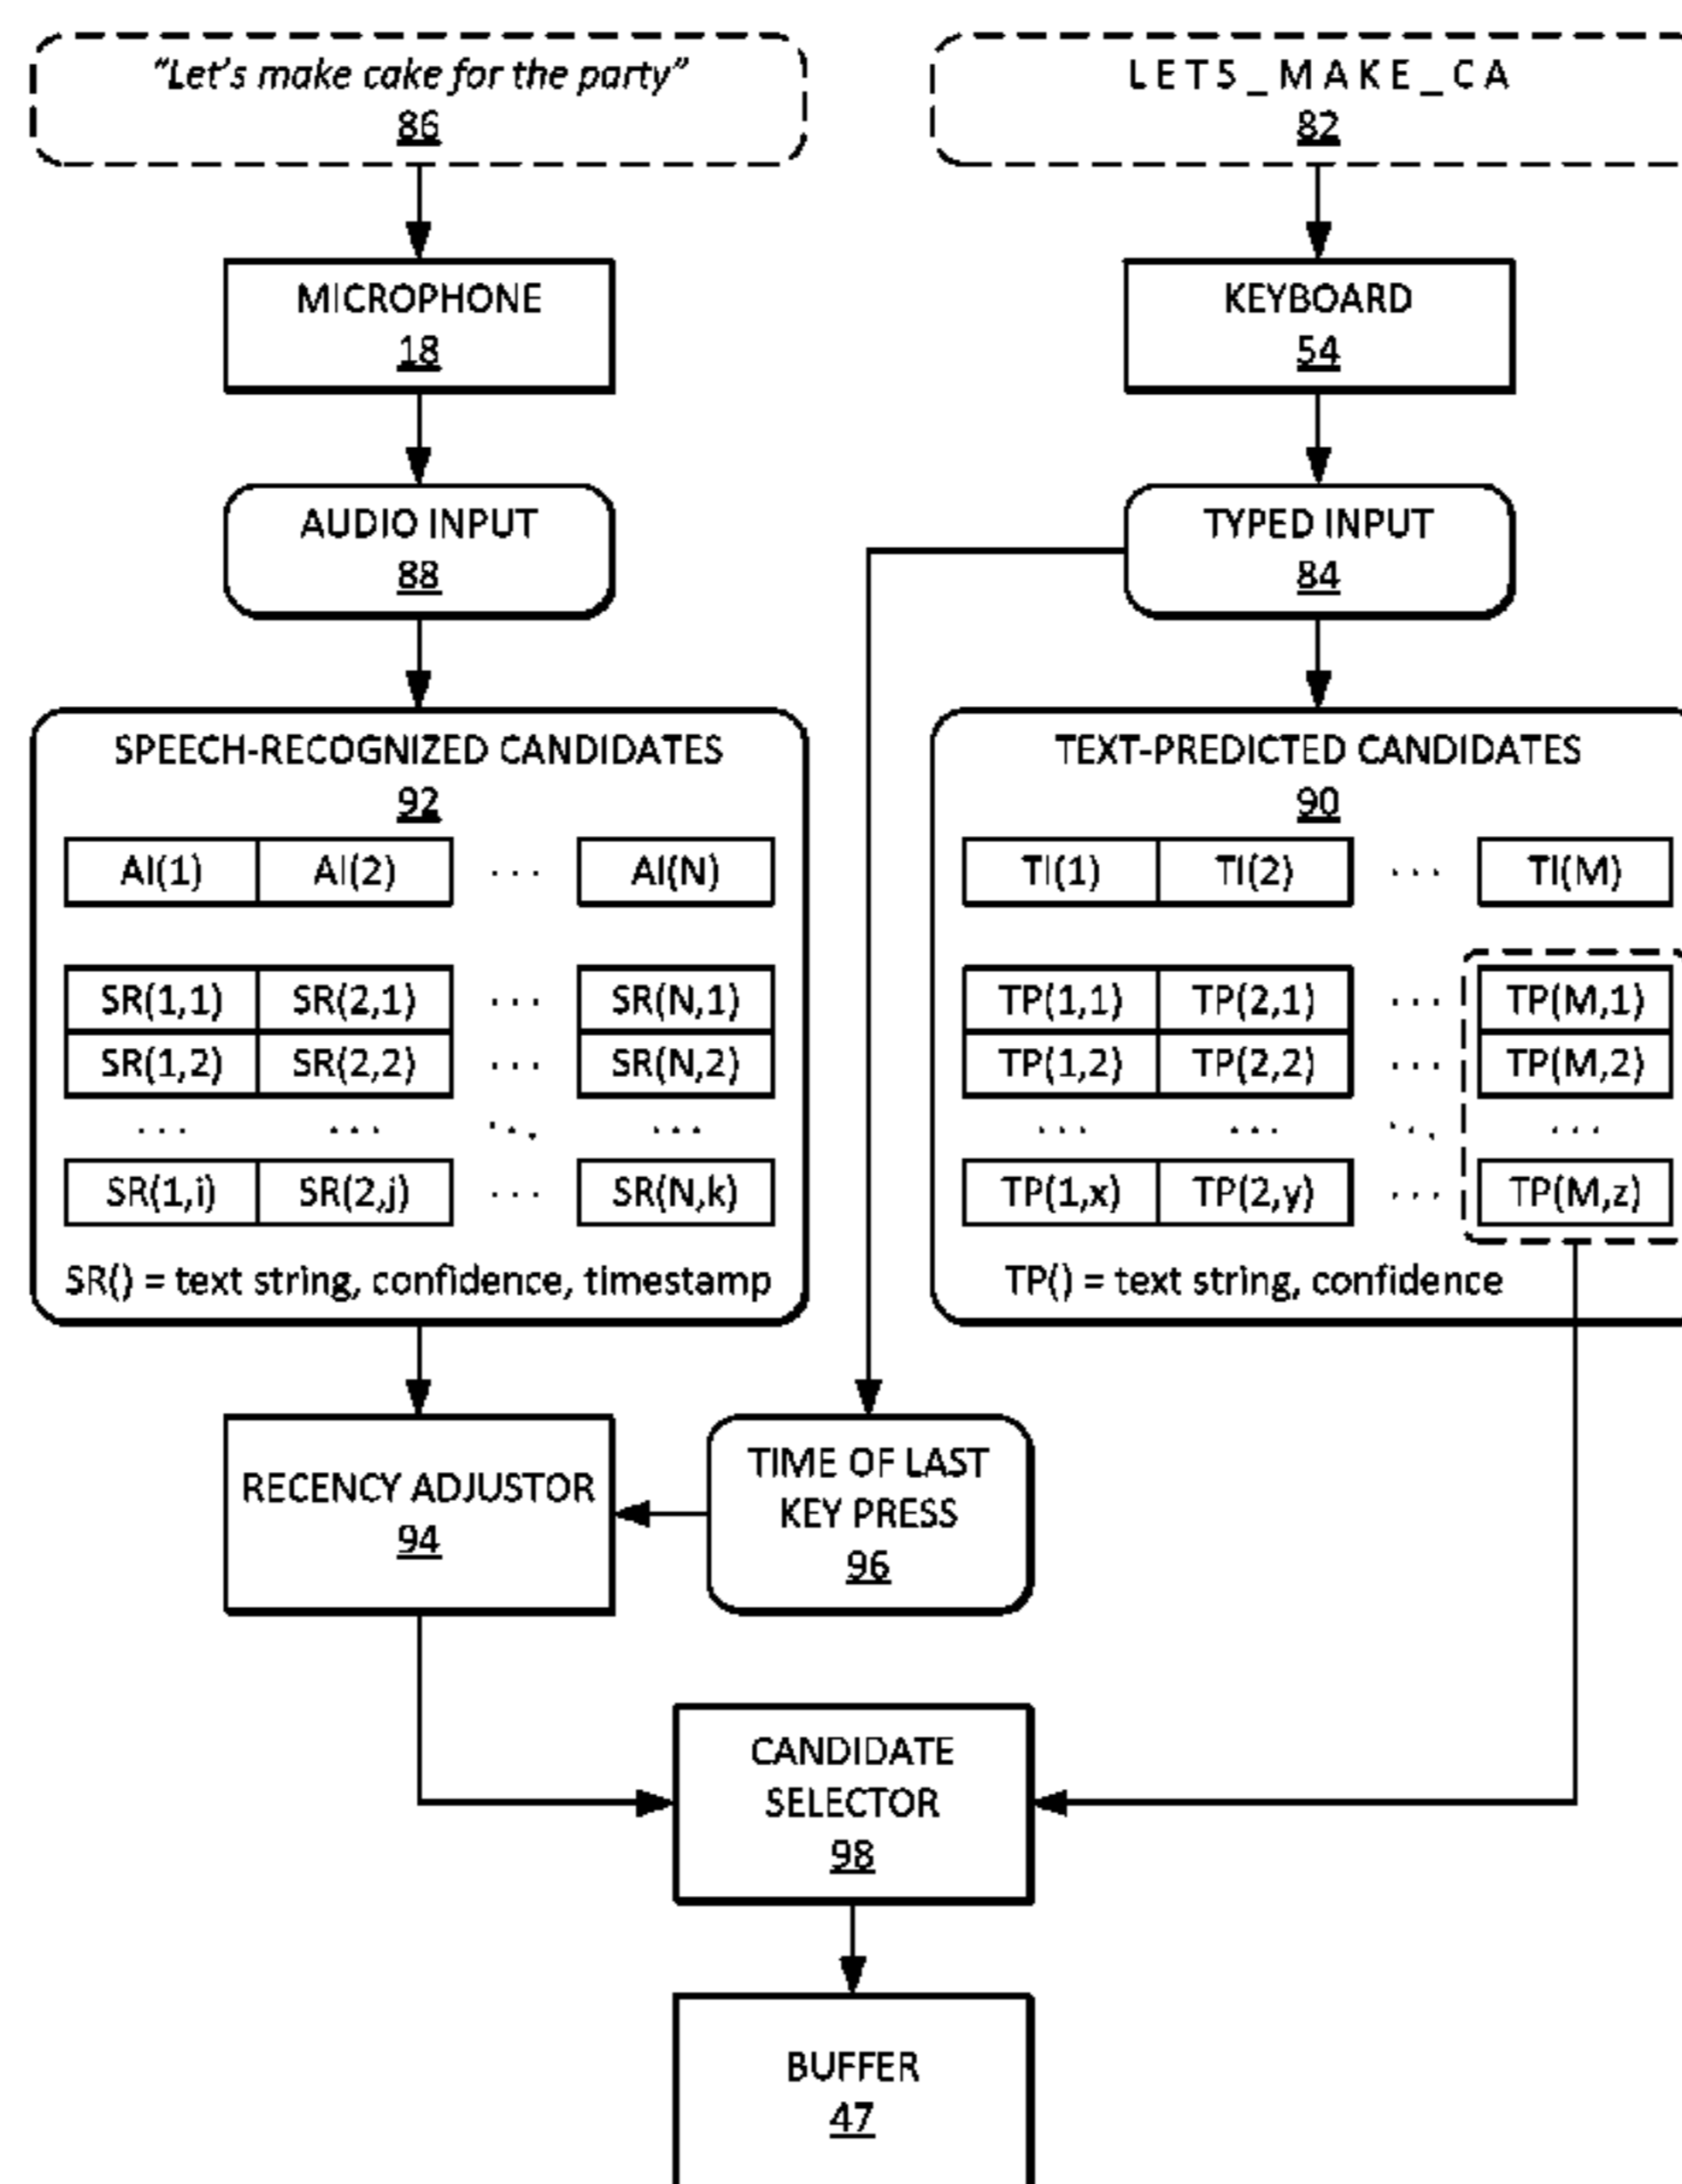 “Let’s make cake for the party”
86
LETS_MAKE_CA
82
MICROPHONE
18
KEYBOARD
54
AUDIO INPUT
88
TYPED INPUT
84
SPEECH-RECOGNIZED CANDIDATES
92
AI(1) AI(2) ... AI(N)
SR(1,1) SR(2,1) ... SR(N,1)
SR(1,2) SR(2,2) ... SR(N,2)
... ... ... ...
SR(1,i) SR(2,j) ... SR(N,k)
SR() = text string, confidence, timestamp
TEXT-PREDICTED CANDIDATES
90
TI(1) TI(2) ... TI(M)
TP(1,1) TP(2,1) ... TP(M,1)
TP(1,2) TP(2,2) ... TP(M,2)
... ... ... ...
TP(1,x) TP(2,y) ... TP(M,z)
TP() = text string, confidence
RECENCY ADJUSTOR
94
TIME OF LAST
KEY PRESS
96
CANDIDATE
SELECTOR
98
BUFFER
47